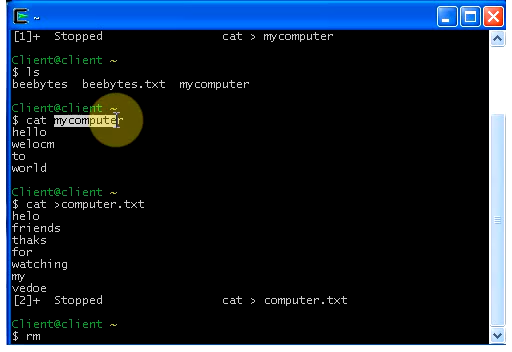 ~
[1]+  Stopped                 cat > mycomputer
Client@client ~
$ ls
beebytes  beebytes.txt  mycomputer
Client@client ~
$ cat mycomputer
hello
welocm
to
world
Client@client ~
$ cat >computer.txt
helo
friends
thaks
for
watching
my
vedoe
[2]+  Stopped                 cat > computer.txt
Client@client ~
$ rm